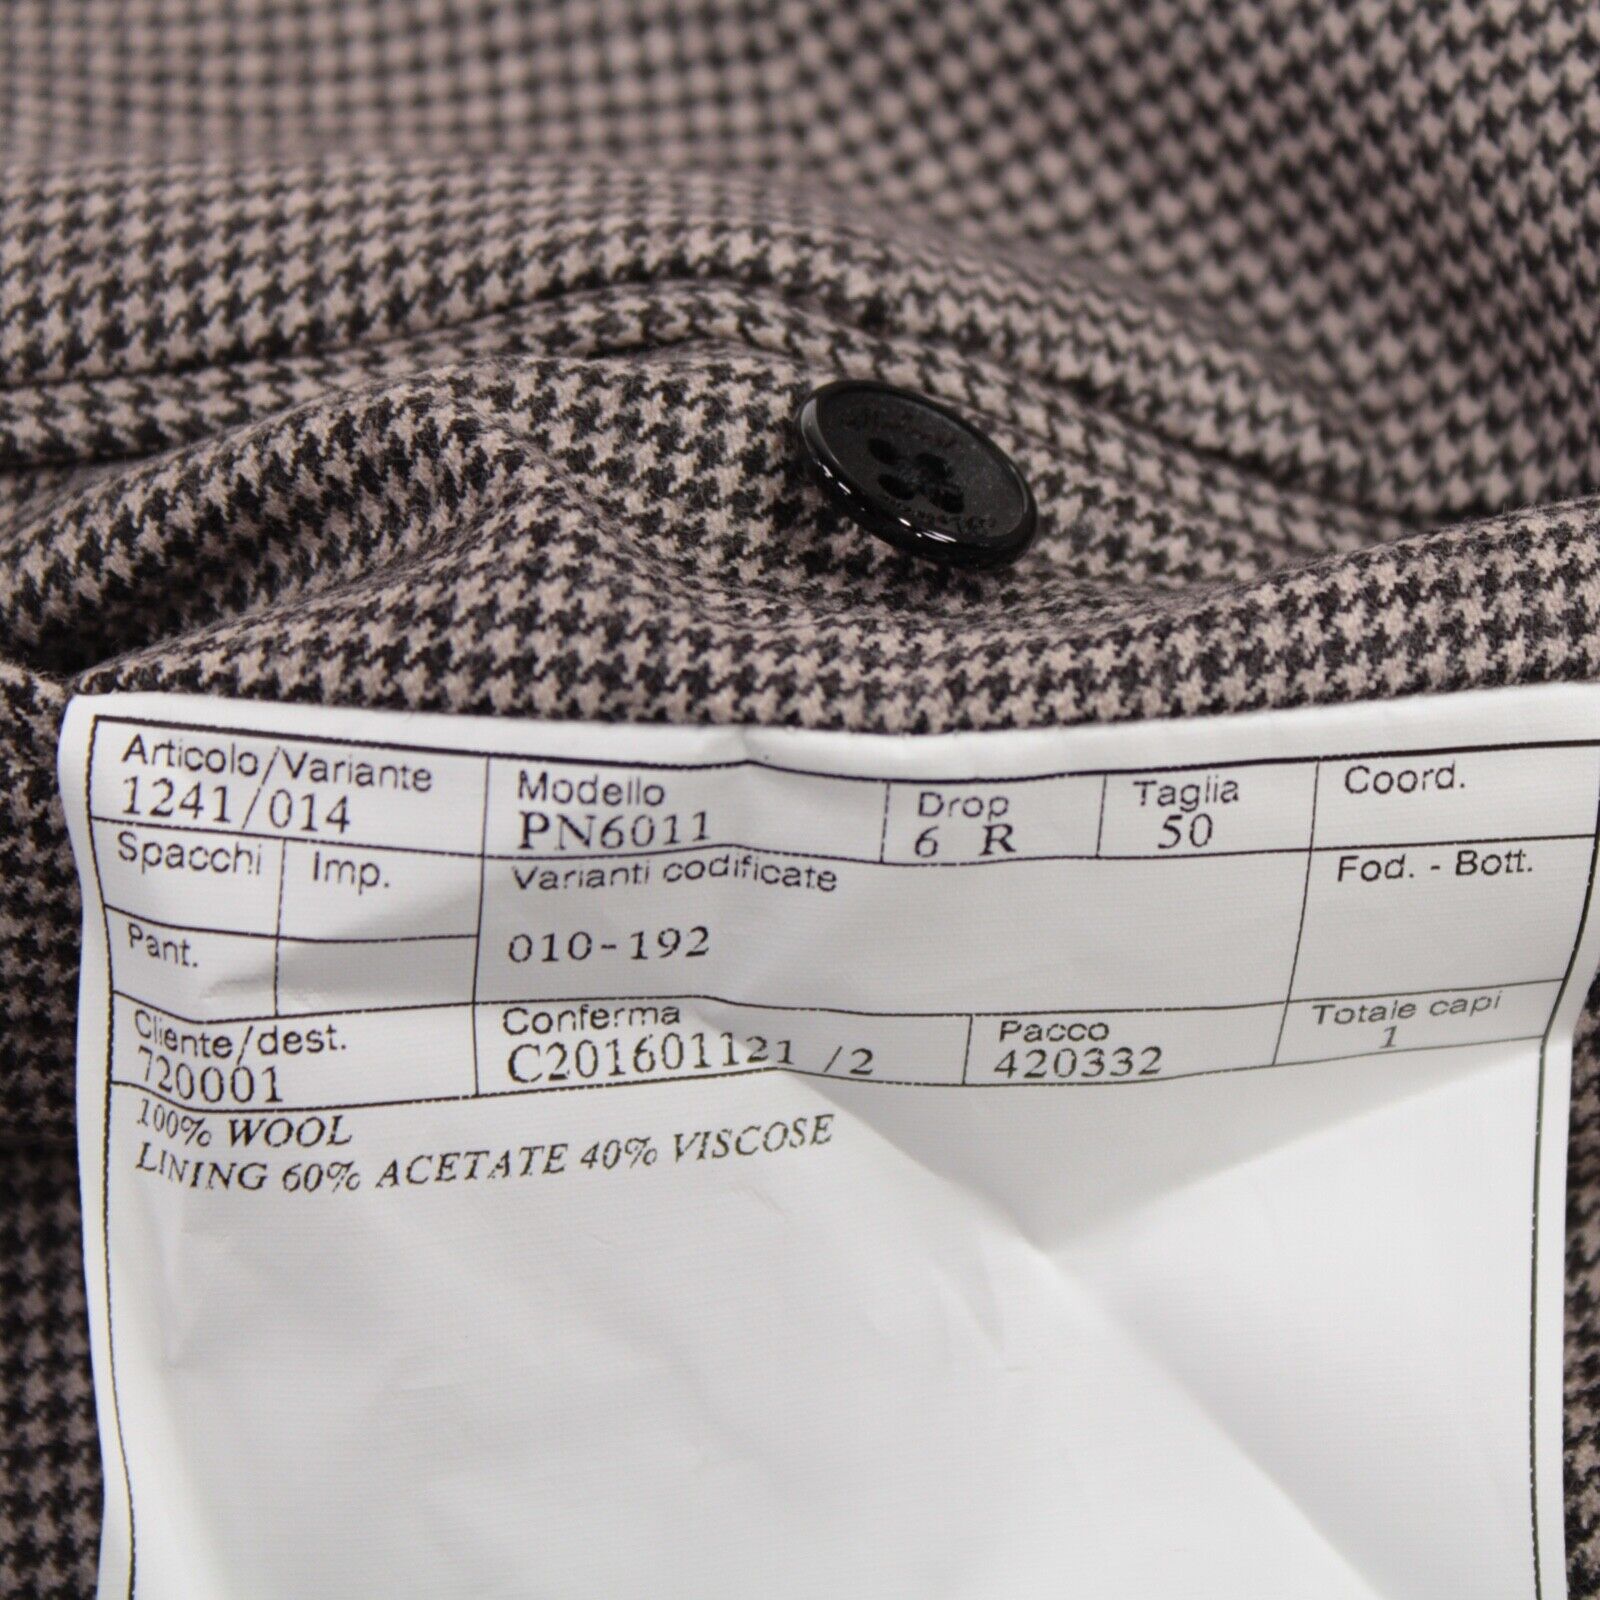 Articolo/Variante Modello Drop Taglia Coord.
1241/014 PN6011 6 R 50
Spacchi Imp. Varianti codificate Fod. - Bott.
Pant. 010-192
Cliente/dest. Conferma Pacco Totale capi
720001 C201601121 /2 420332 1
100% WOOL
LINING 60% ACETATE 40% VISCOSE